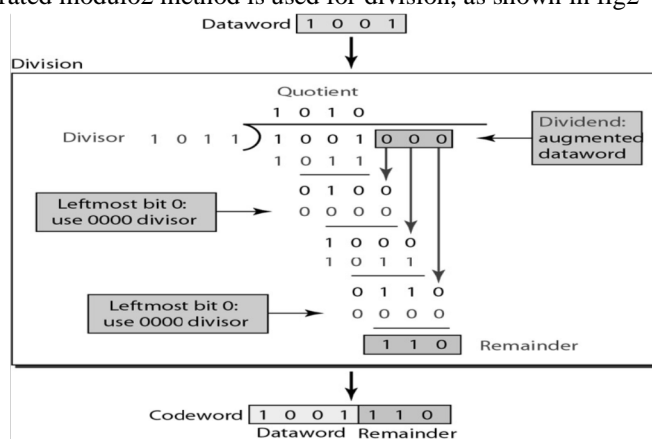 rated modulo2 method is used for division, as shown in fig2
Dataword 1 0 0 1
Division
Quotient
1 0 1 0
Divisor 1 0 1 1 1 0 0 1 0 0 0
Dividend:
augmented
dataword
1 0 1 1
0 1 0 0
Leftmost bit 0:
use 0000 divisor
0 0 0 0
1 0 0 0
1 0 1 1
0 1 1 0
Leftmost bit 0:
use 0000 divisor
0 0 0 0
1 1 0 Remainder
Codeword 1 0 0 1 1 1 0
Dataword Remainder